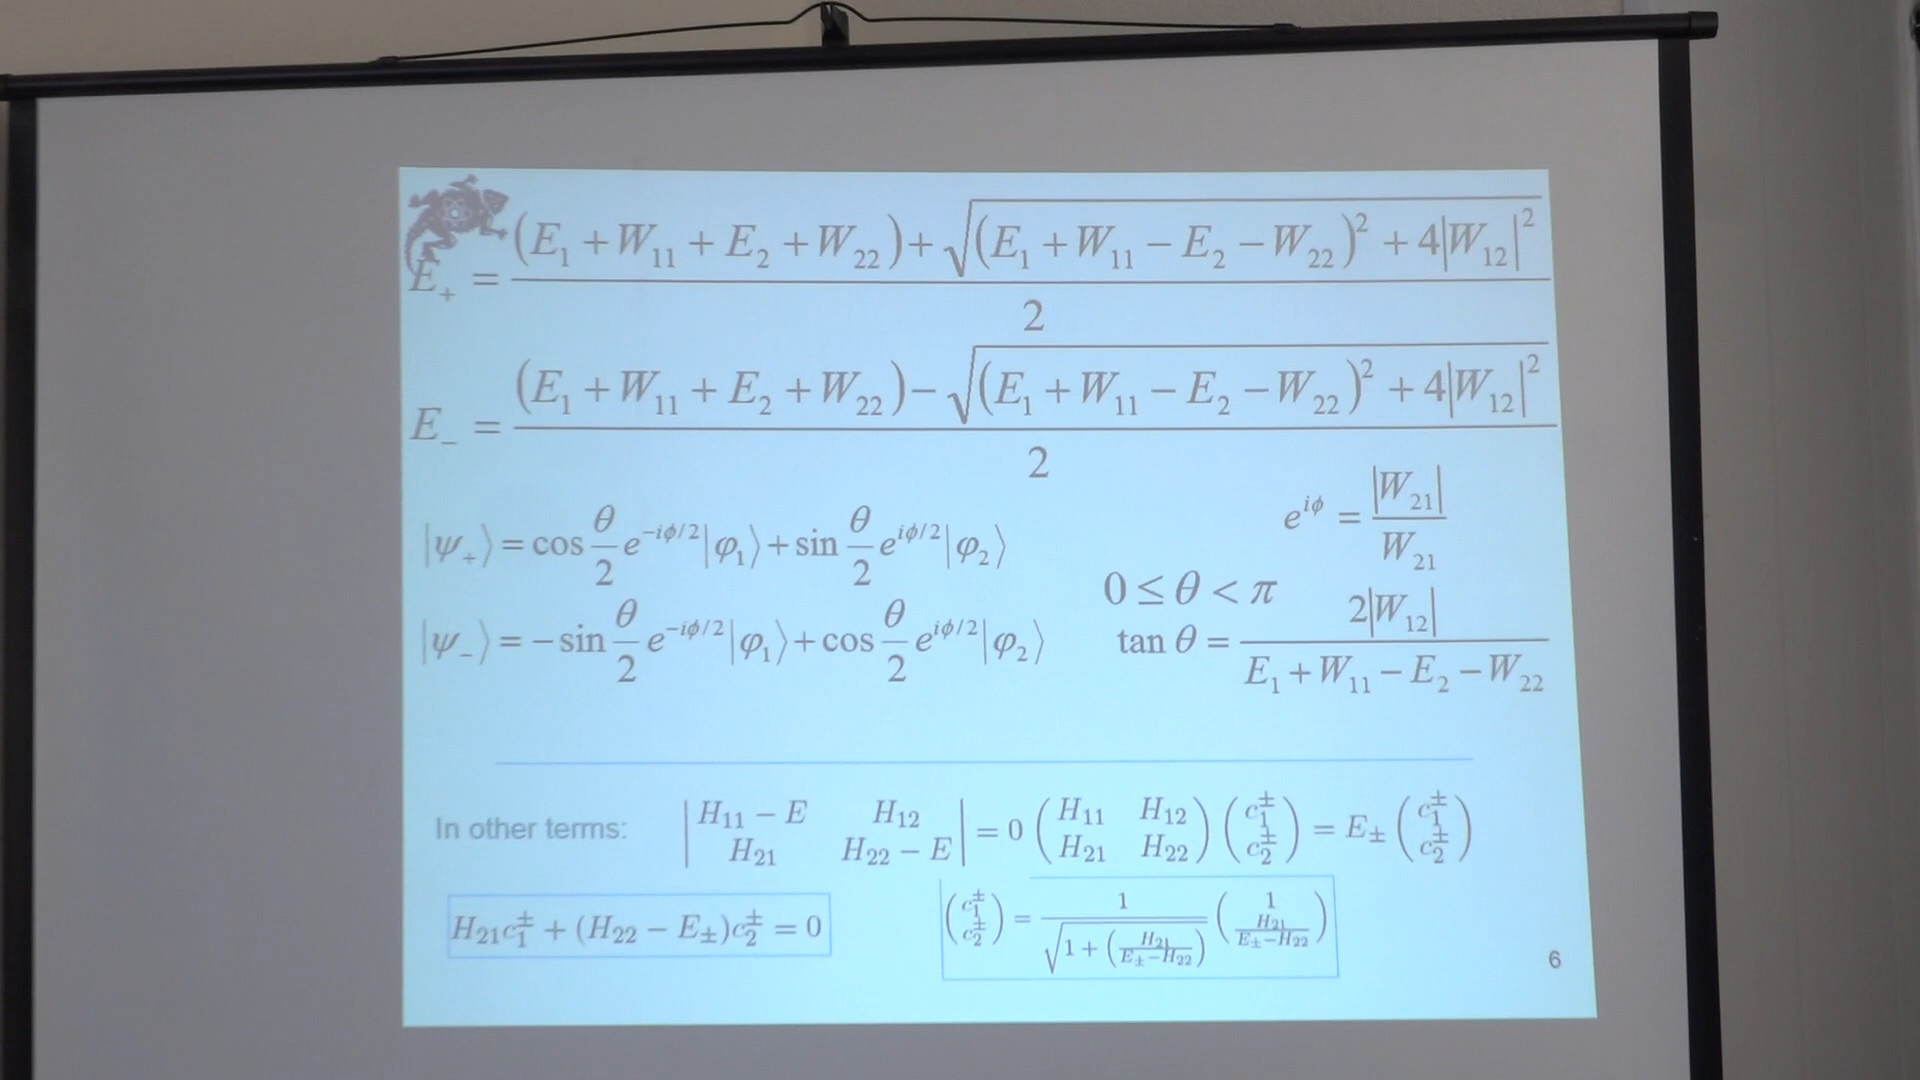 E₊ = ((E₁ + W₁₁ + E₂ + W₂₂) + √((E₁ + W₁₁ − E₂ − W₂₂)² + 4|W₁₂|²)) / 2
E₋ = ((E₁ + W₁₁ + E₂ + W₂₂) − √((E₁ + W₁₁ − E₂ − W₂₂)² + 4|W₁₂|²)) / 2
|ψ₊⟩ = cos θ/2 e^{−iϕ/2} |φ₁⟩ + sin θ/2 e^{iϕ/2} |φ₂⟩
e^{iϕ} = |W₂₁| / W₂₁
|ψ₋⟩ = − sin θ/2 e^{−iϕ/2} |φ₁⟩ + cos θ/2 e^{iϕ/2} |φ₂⟩
0 ≤ θ < π
tan θ = 2|W₁₂| / (E₁ + W₁₁ − E₂ − W₂₂)
In other terms: |H₁₁ − E H₁₂; H₂₁ H₂₂ − E| = 0 (H₁₁ H₁₂; H₂₁ H₂₂) (c₁^±; c₂^±) = E_± (c₁^±; c₂^±)
H₂₁c₁^± + (H₂₂ − E_±)c₂^± = 0
(c₁^±; c₂^±) = 1 / √(1 + (H₂₁ / (E_± − H₂₂))) (1; H₂₁ / (E_± − H₂₂))
6